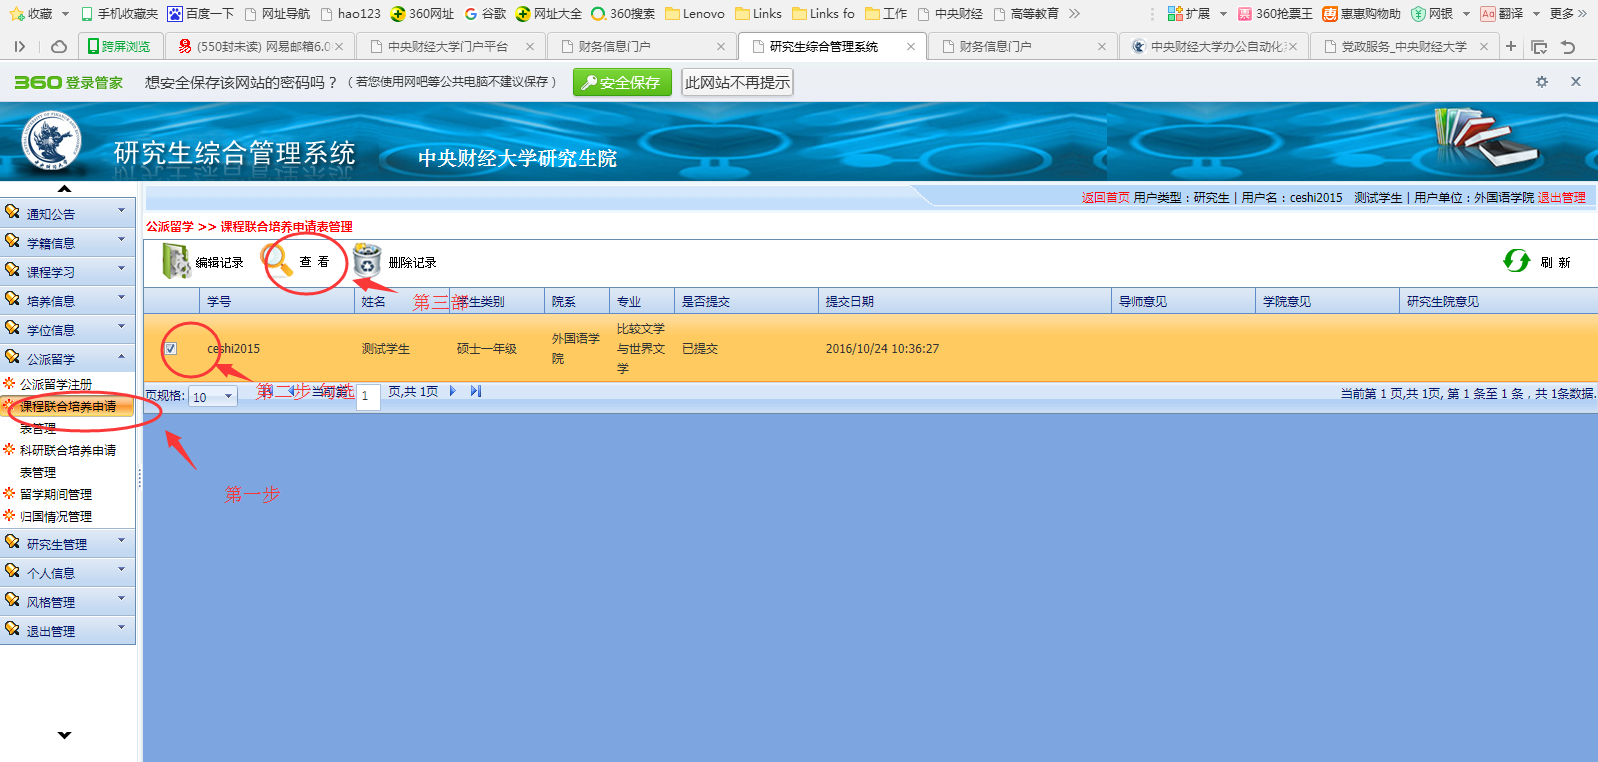 收藏 手机收藏夹 百度一下 网址导航 hao123 360网址 谷歌 网址大全 360搜索 Lenovo Links Links fo 工作 中央财经 高等教育 扩展 360抢票王 惠惠购物助 网银 翻译 更多
跨屏浏览 (550封未读) 网易邮箱6.0 中央财经大学门户平台 财务信息门户 研究生综合管理系统 财务信息门户 中央财经大学办公自动化 党政服务_中央财经大学
360登录管家 想安全保存该网站的密码吗？（若您使用网吧等公共电脑不建议保存） 安全保存 此网站不再提示
研究生综合管理系统 中央财经大学研究生院
返回首页 用户类型：研究生 | 用户名：ceshi2015 测试学生 | 用户单位：外国语学院 退出管理
通知公告
学籍信息
课程学习
培养信息
学位信息
公派留学
公派留学注册
课程联合培养申请
表管理
科研联合培养申请
表管理
留学期间管理
归国情况管理
研究生管理
个人信息
风格管理
退出管理
公派留学 >> 课程联合培养申请表管理
编辑记录 查 看 删除记录 刷 新
第三部
学号 姓名 学生类别 院系 专业 是否提交 提交日期 导师意见 学院意见 研究生院意见
ceshi2015 测试学生 硕士一年级 外国语学院 比较文学与世界文学 已提交 2016/10/24 10:36:27
第二步 勾选
页规格: 10 当前第 1 页,共 1页 当前第 1 页,共 1页, 第 1 条至 1 条，共 1条数据.
第一步